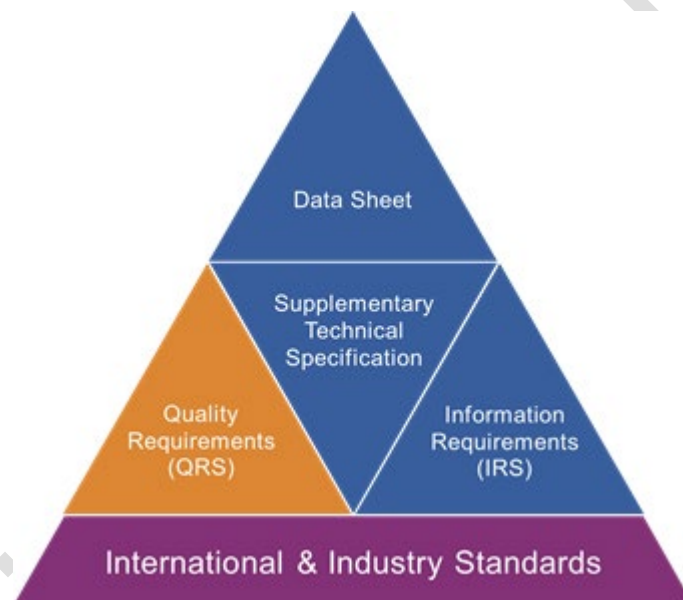 Data Sheet
Supplementary
Technical
Specification
Quality
Requirements
(QRS)
Information
Requirements
(IRS)
International & Industry Standards